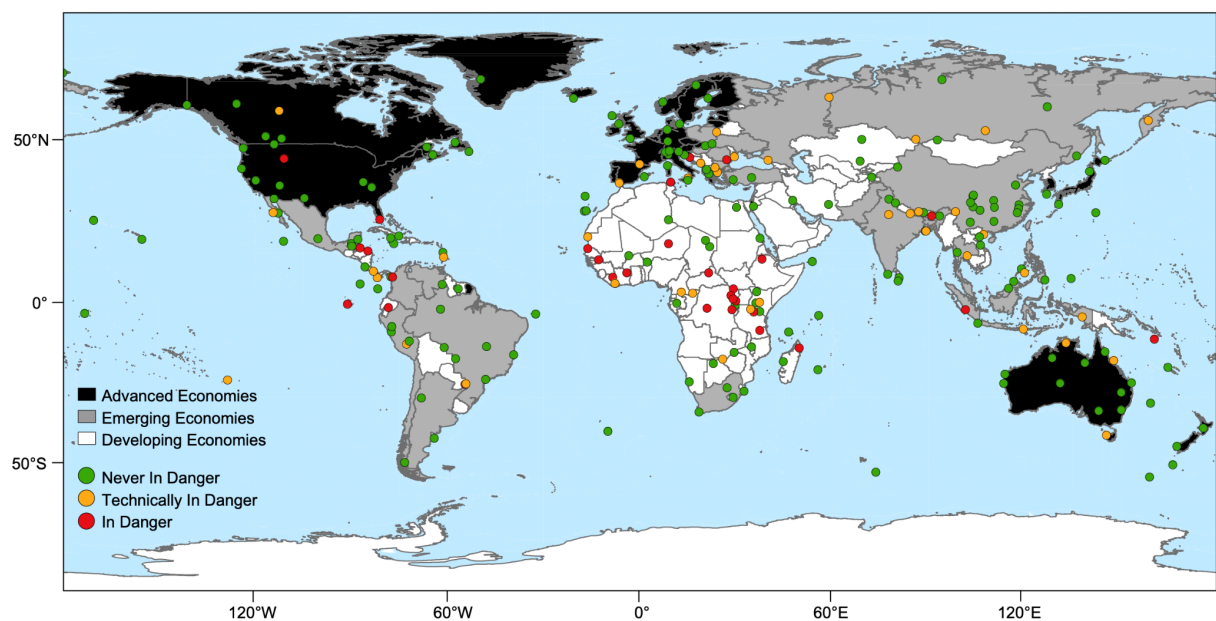 50°N
0°
50°S
Advanced Economies
Emerging Economies
Developing Economies
Never In Danger
Technically In Danger
In Danger
120°W
60°W
0°
60°E
120°E